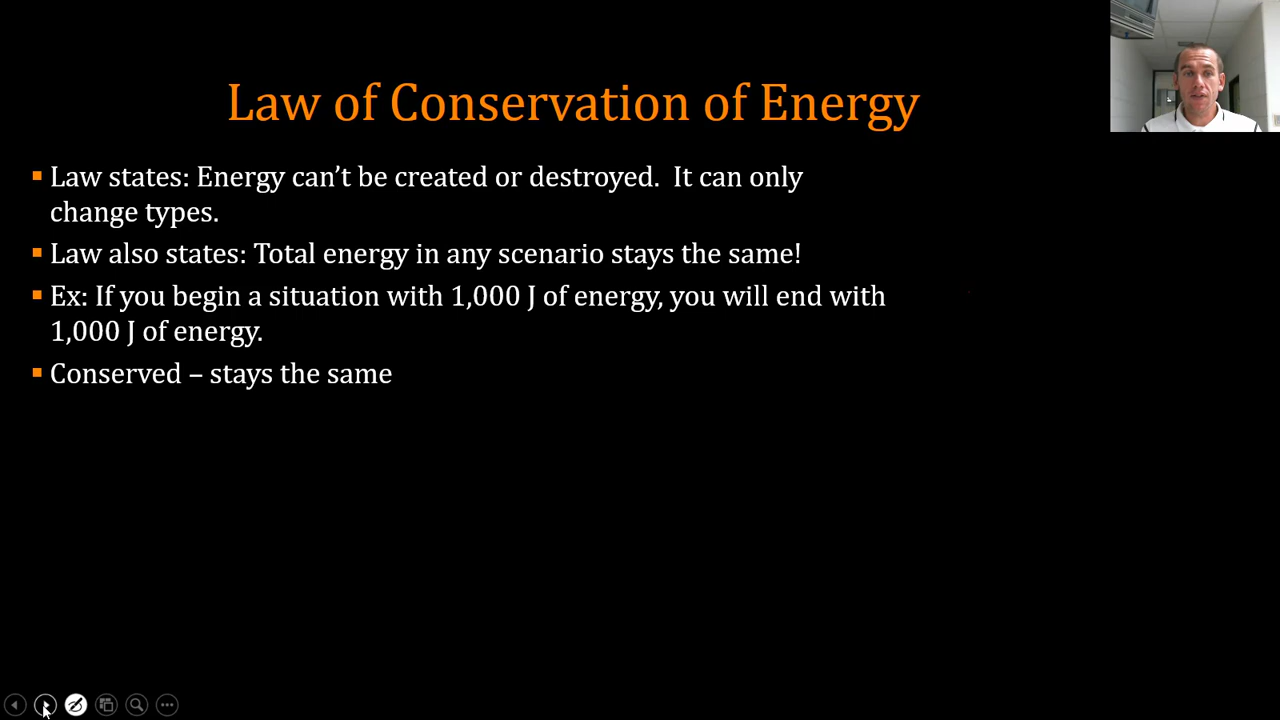 Law of Conservation of Energy
Law states: Energy can't be created or destroyed.  It can only
change types.
Law also states: Total energy in any scenario stays the same!
Ex: If you begin a situation with 1,000 J of energy, you will end with
1,000 J of energy.
Conserved – stays the same